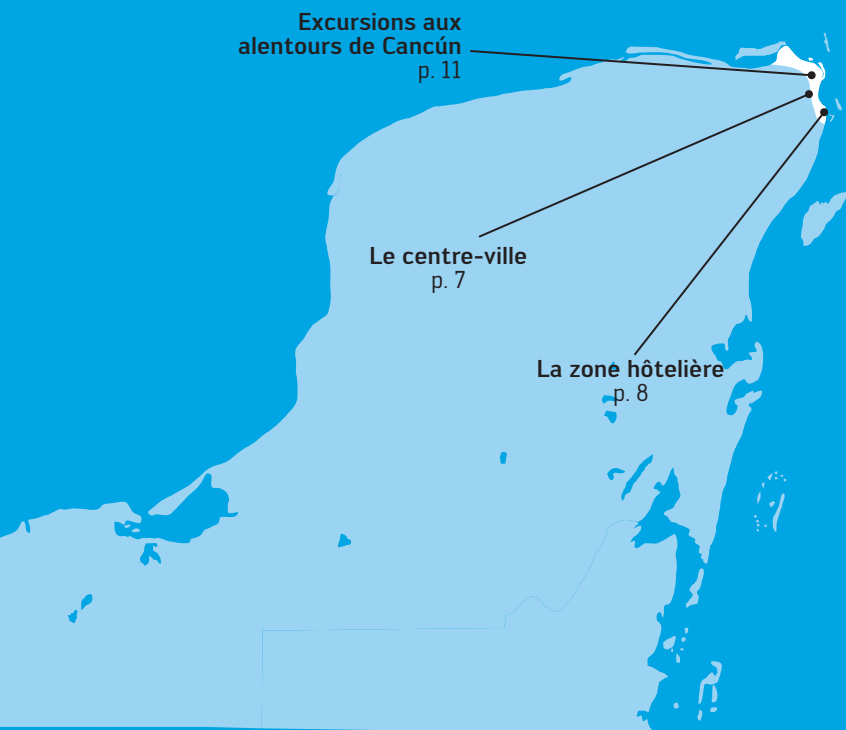 Excursions aux
alentours de Cancún
p. 11
Le centre-ville
p. 7
La zone hôtelière
p. 8